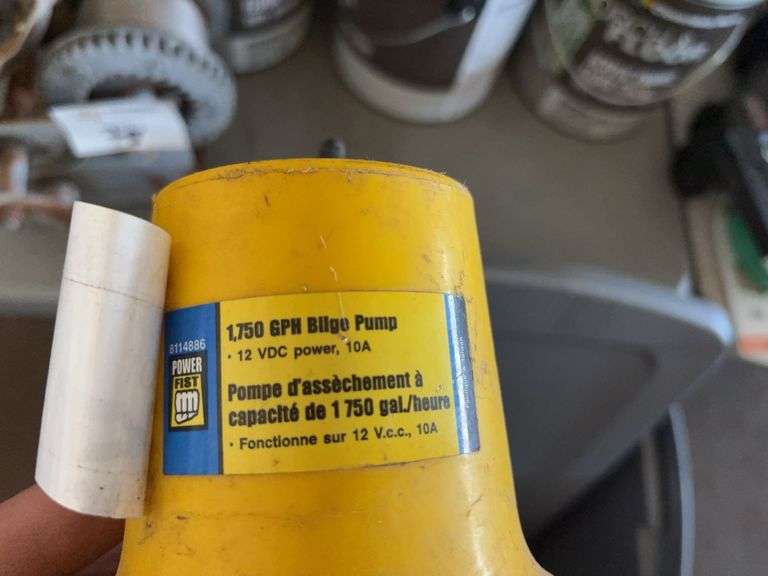 8114886
POWER
FIST
1,750 GPH Bilge Pump
• 12 VDC power, 10A
Pompe d'assèchement à
capacité de 1 750 gal./heure
• Fonctionne sur 12 V.c.c., 10A